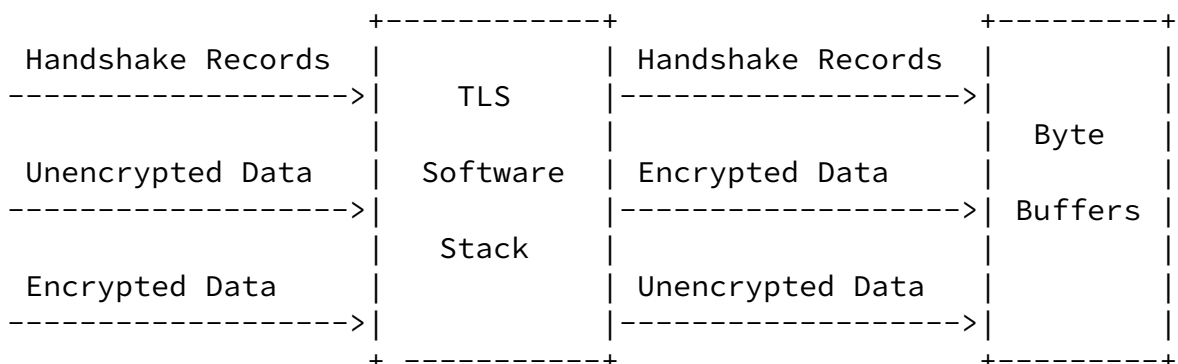 Handshake Records Handshake Records
TLS
Byte
Unencrypted Data Software Encrypted Data
Buffers
Stack
Encrypted Data Unencrypted Data